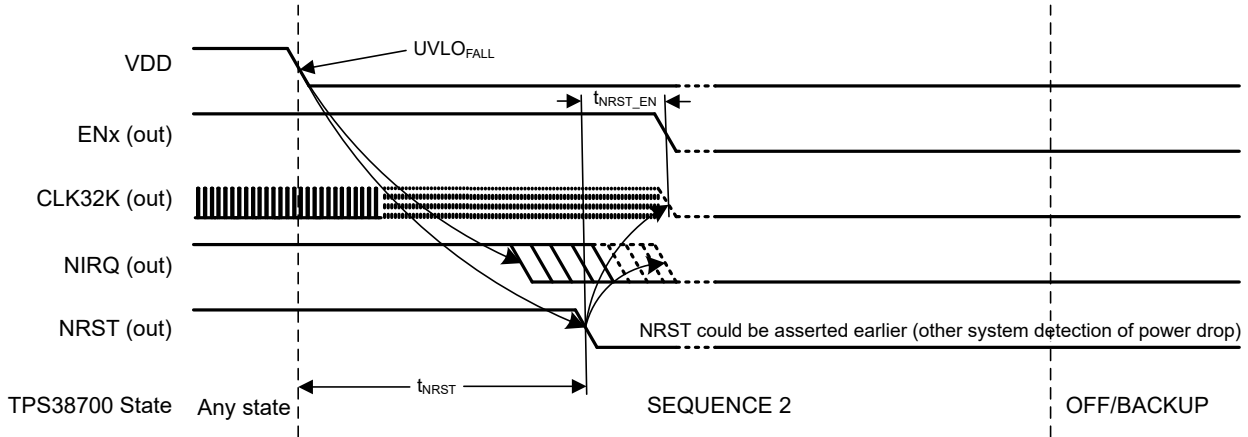 VDD
UVLOFALL
tNRST_EN
ENx (out)
CLK32K (out)
NIRQ (out)
NRST (out)
NRST could be asserted earlier (other system detection of power drop)
tNRST
TPS38700 State
Any state
SEQUENCE 2
OFF/BACKUP